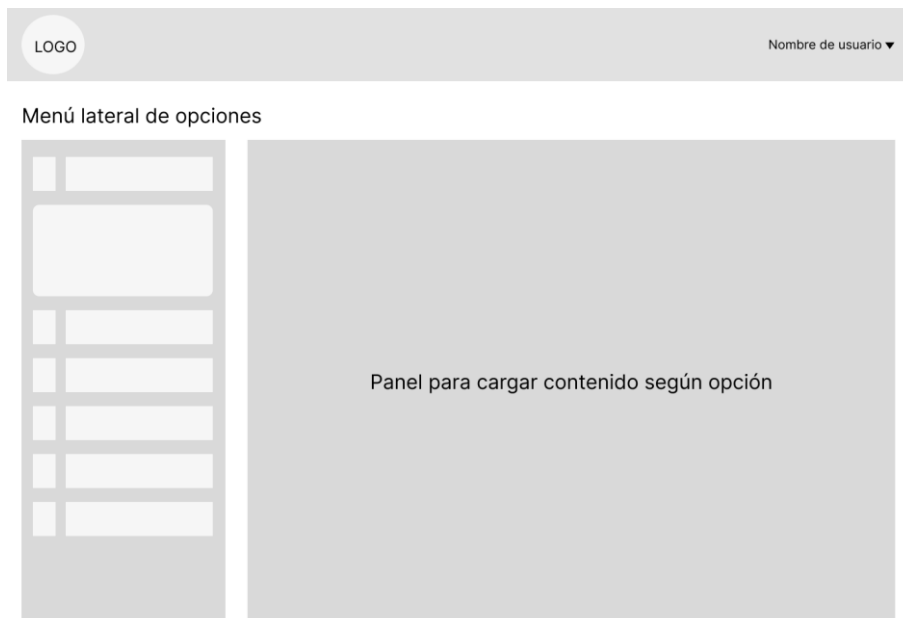 LOGO
Nombre de usuario
Menú lateral de opciones
Panel para cargar contenido según opción